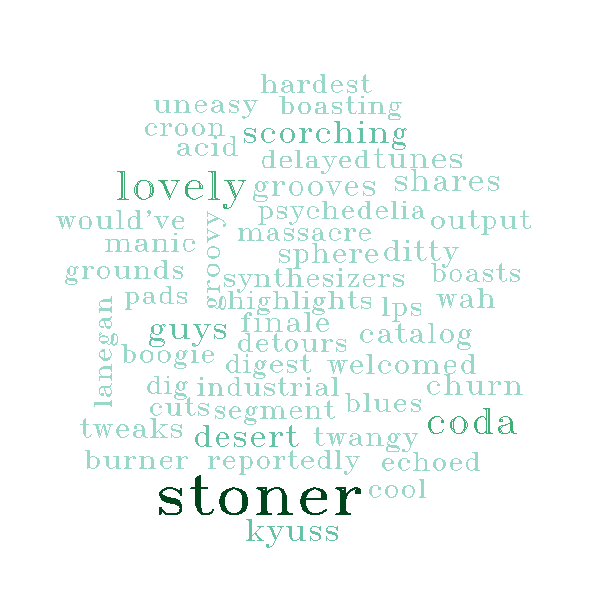 hardest
uneasy boasting
croon scorching
acid delayed tunes
lovely grooves shares
would've psychedelia output
manic groovy massacre
sphere ditty
grounds synthesizers boasts
pads highlights lps wah
lanegan guys finale catalog
boogie detours
digest welcomed
dig industrial churn
cuts segment blues
tweaks desert twangy coda
burner reportedly echoed
stoner cool
kyuss